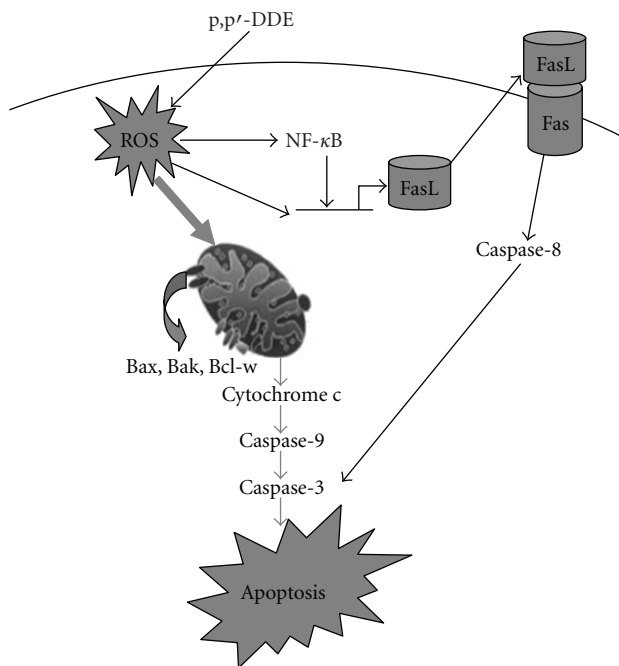 p,p′-DDE
FasL
ROS
NF-κB
Fas
FasL
Caspase-8
Bax, Bak, Bcl-w
Cytochrome c
Caspase-9
Caspase-3
Apoptosis